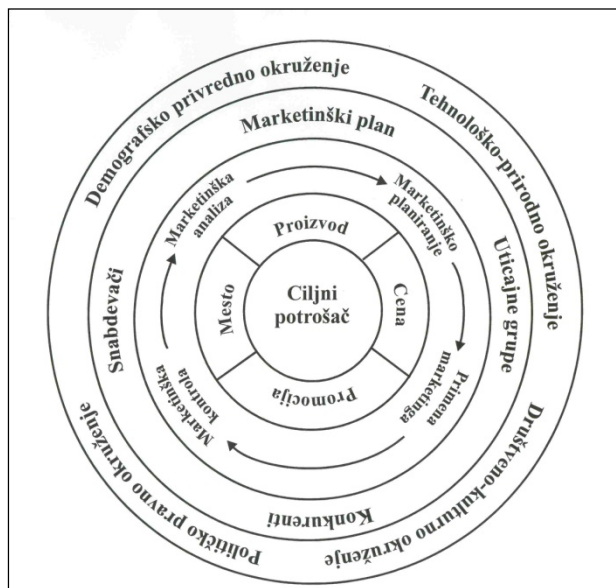 Demografsko privredno okruženje
Tehnološko-prirodno okruženje
Marketinški plan
Marketinška
analiza
Marketinško
planiranje
Proizvod
Snabdevači
Mesto
Ciljni
potrošač
Cena
Uticajne grupe
Marketinška
kontrola
Promocija
Primena
marketinga
Konkurenti
Političko pravno okruženje
Društveno-kulturno okruženje